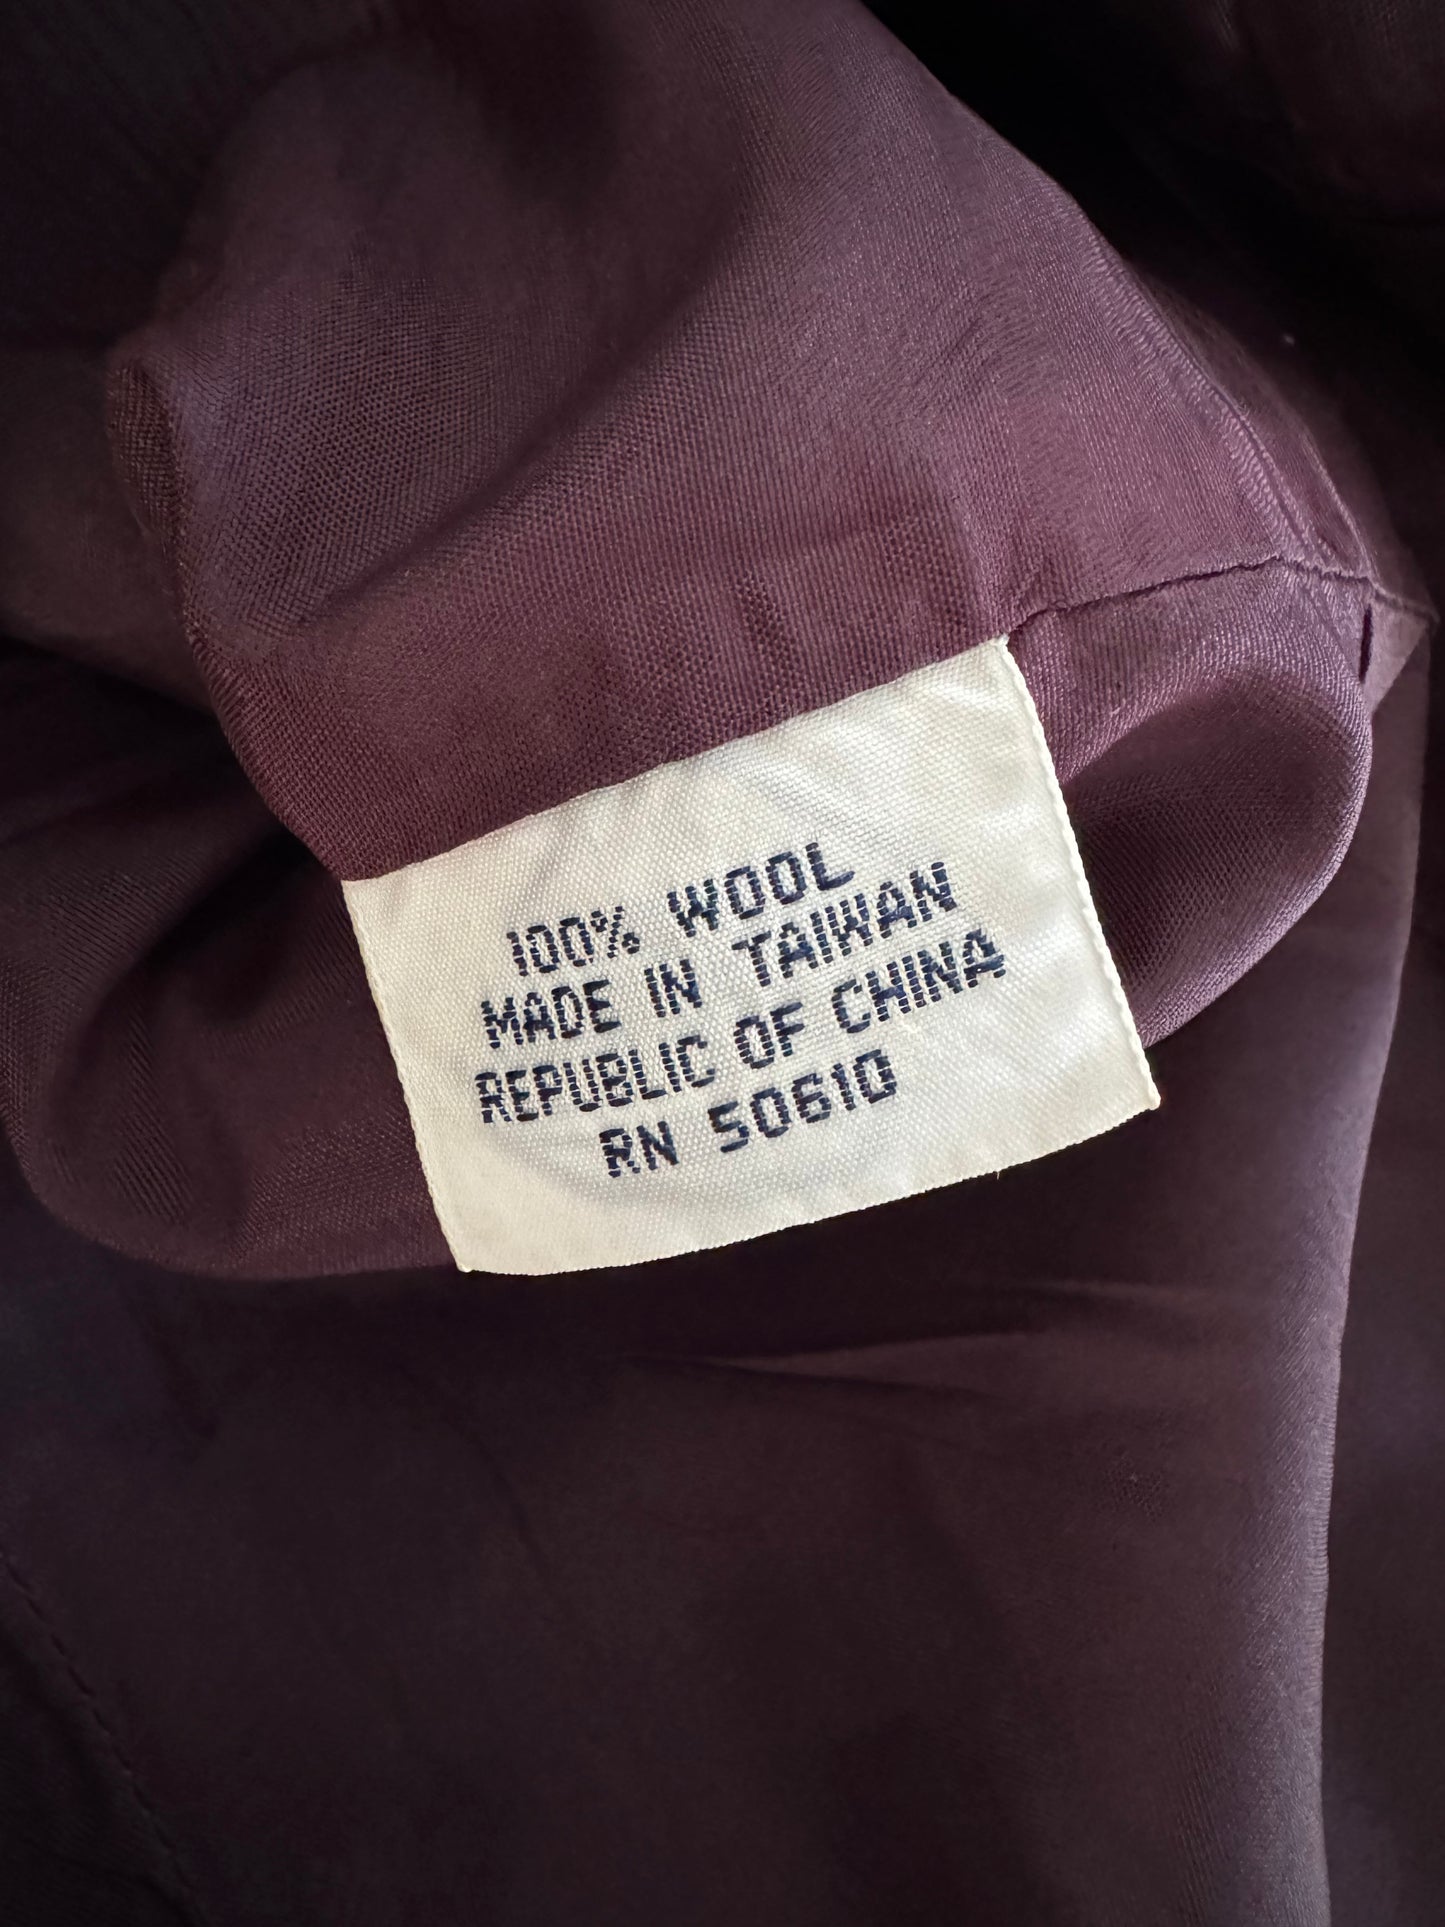 100% WOOL
MADE IN TAIWAN
REPUBLIC OF CHINA
RN 50610